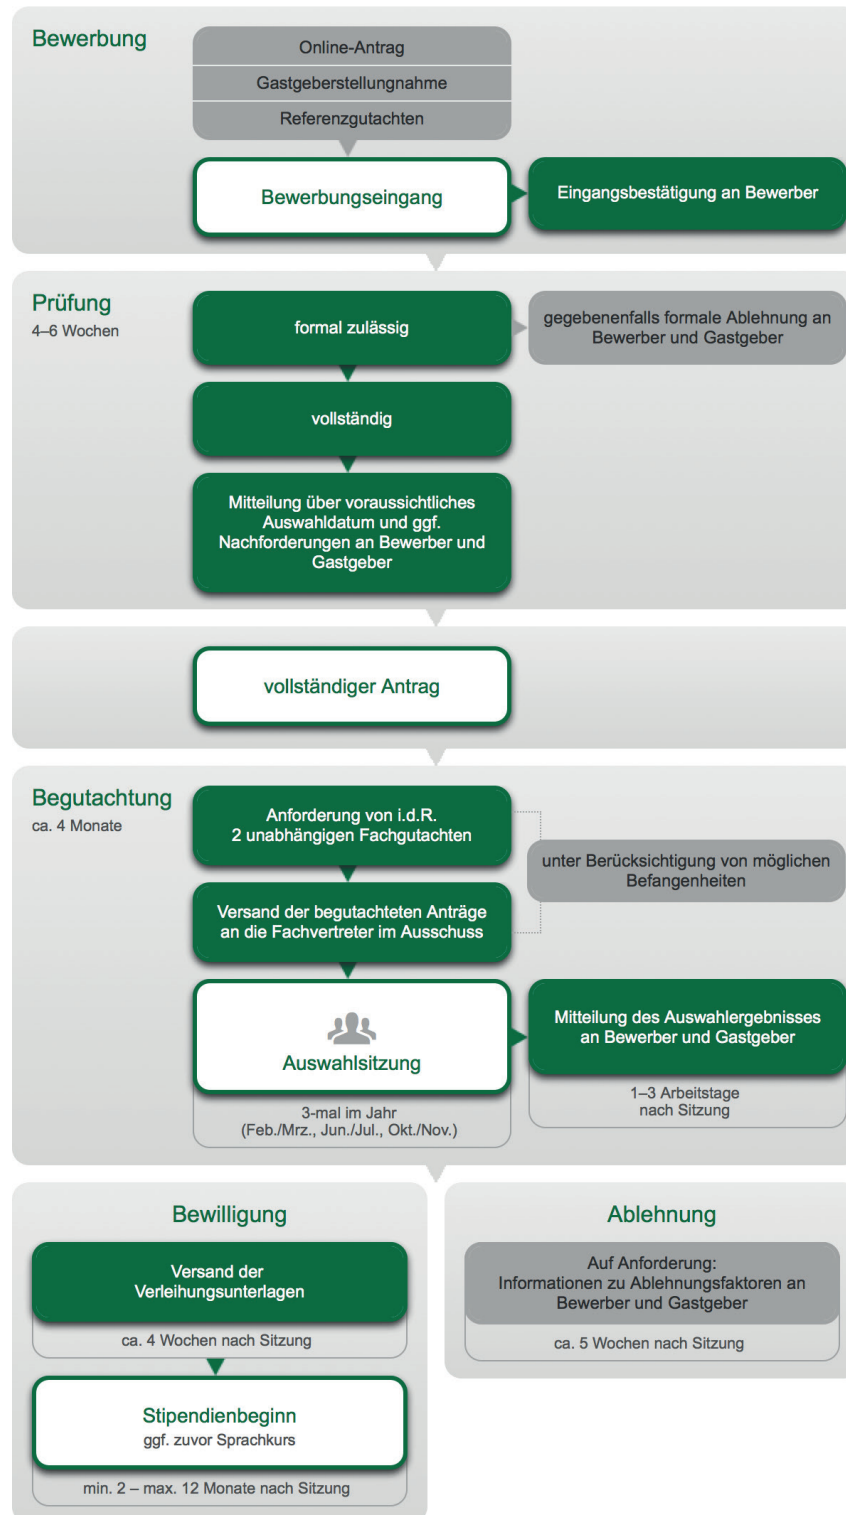 Bewerbung
Online-Antrag
Gastgeberstellungnahme
Referenzgutachten
Bewerbungseingang
Eingangsbestätigung an Bewerber
Prüfung
4–6 Wochen
formal zulässig
gegebenenfalls formale Ablehnung an
Bewerber und Gastgeber
vollständig
Mitteilung über voraussichtliches
Auswahldatum und ggf.
Nachforderungen an Bewerber und
Gastgeber
vollständiger Antrag
Begutachtung
ca. 4 Monate
Anforderung von i.d.R.
2 unabhängigen Fachgutachten
unter Berücksichtigung von möglichen
Befangenheiten
Versand der begutachteten Anträge
an die Fachvertreter im Ausschuss
Auswahlsitzung
3-mal im Jahr
(Feb./Mrz., Jun./Jul., Okt./Nov.)
Mitteilung des Auswahlergebnisses
an Bewerber und Gastgeber
1–3 Arbeitstage
nach Sitzung
Bewilligung
Versand der
Verleihungsunterlagen
ca. 4 Wochen nach Sitzung
Stipendienbeginn
ggf. zuvor Sprachkurs
min. 2 – max. 12 Monate nach Sitzung
Ablehnung
Auf Anforderung:
Informationen zu Ablehnungsfaktoren an
Bewerber und Gastgeber
ca. 5 Wochen nach Sitzung